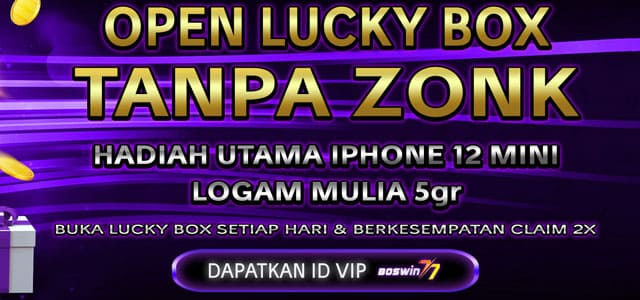 OPEN LUCKY BOX
TANPA ZONK
HADIAH UTAMA IPHONE 12 MINI
LOGAM MULIA 5gr
BUKA LUCKY BOX SETIAP HARI & BERKESEMPATAN CLAIM 2X
DAPATKAN ID VIP BOSWIN77